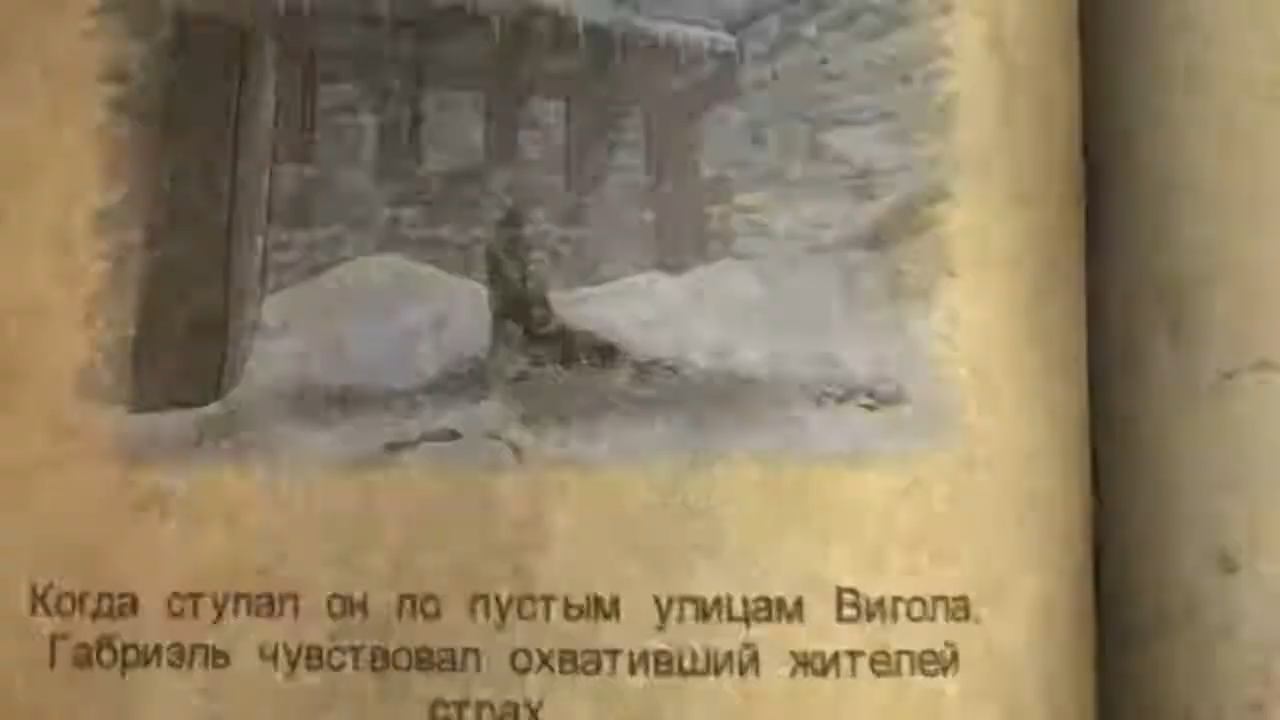 Когда ступал он по пустым улицам Вигола,
Габриэль чувствовал охвативший жителей
страх